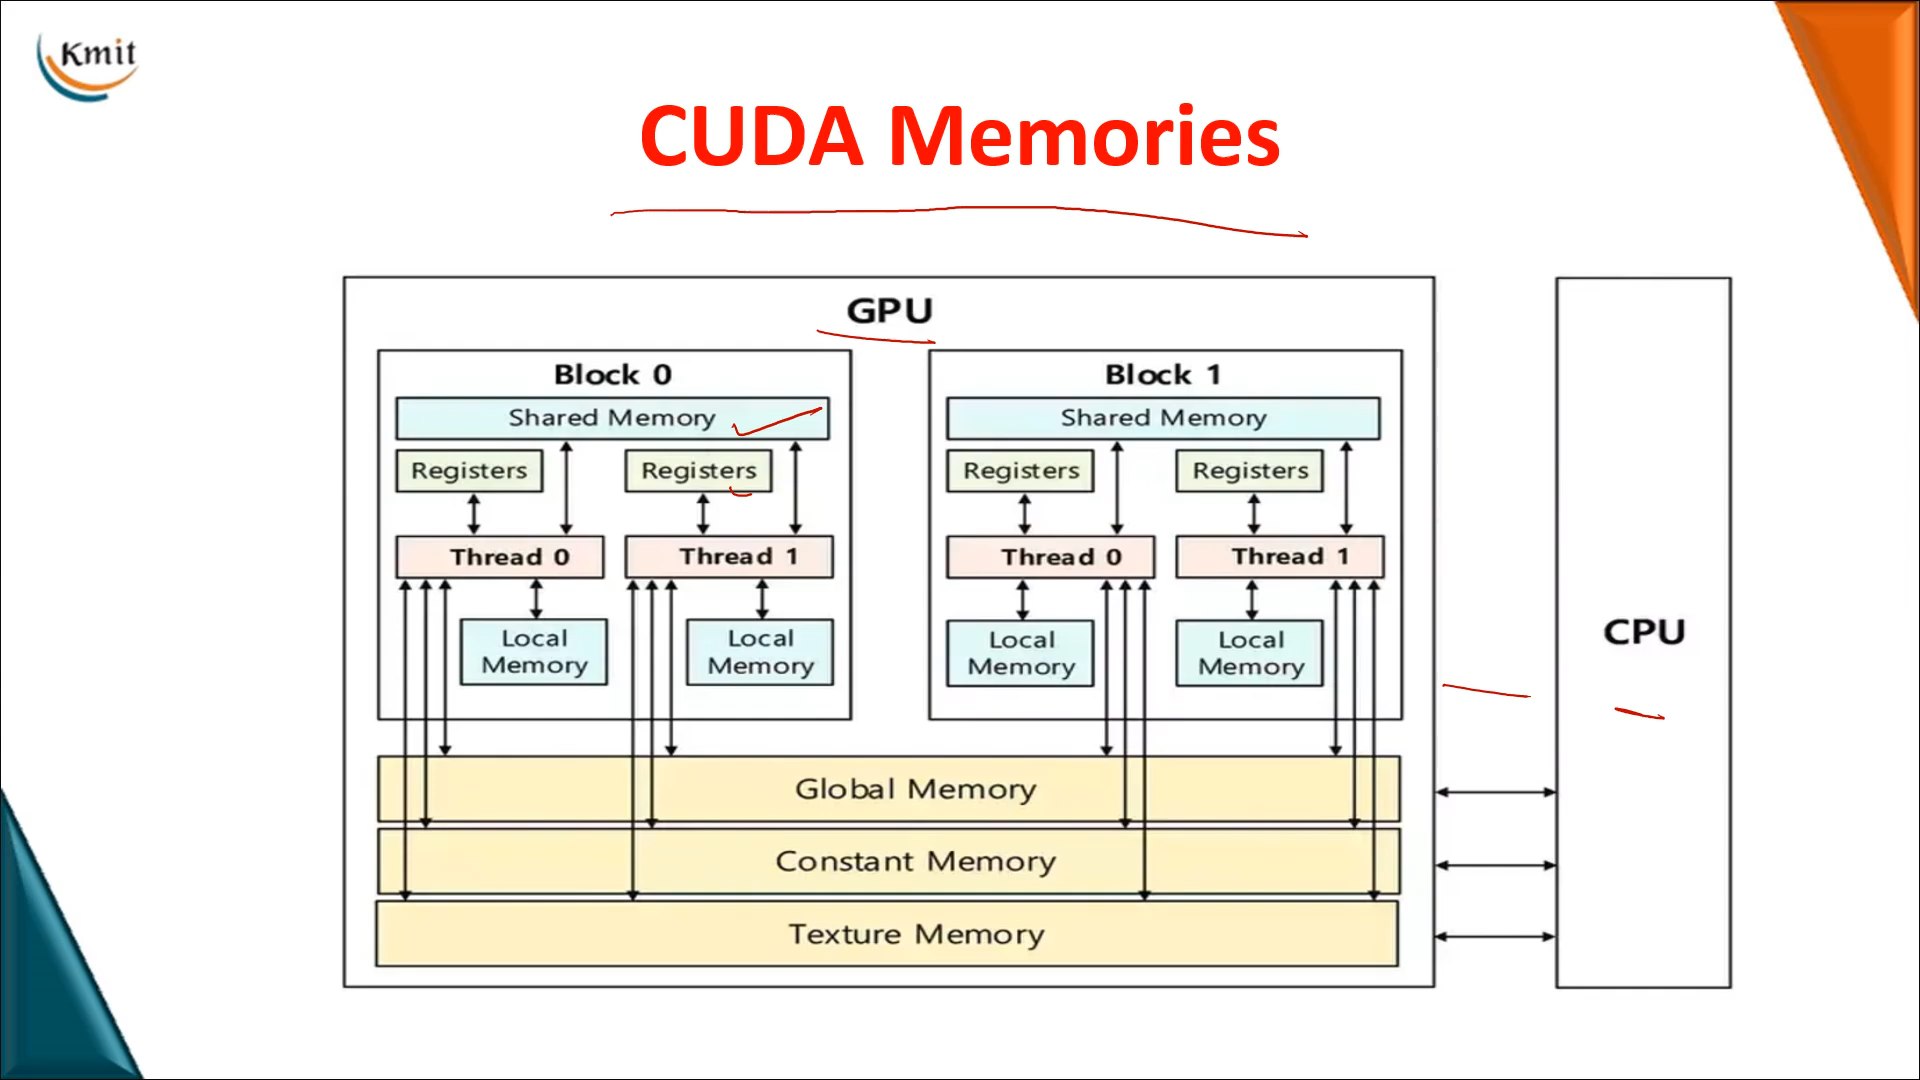 Kmit
CUDA Memories
GPU
Block 0
Shared Memory
Registers
Registers
Thread 0
Thread 1
Local
Memory
Local
Memory
Block 1
Shared Memory
Registers
Registers
Thread 0
Thread 1
Local
Memory
Local
Memory
Global Memory
Constant Memory
Texture Memory
CPU